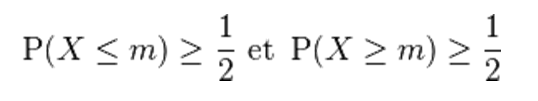 P(X ≤ m) ≥ 1/2 et P(X ≥ m) ≥ 1/2